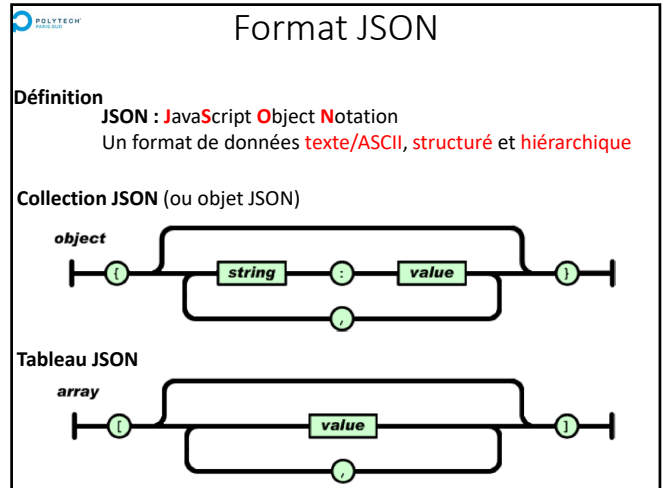 POLYTECH'
PARIS-SUD
Format JSON
Définition
JSON : JavaScript Object Notation
Un format de données texte/ASCII, structuré et hiérarchique
Collection JSON (ou objet JSON)
object
{ string : value }
,
Tableau JSON
array
[ value ]
,